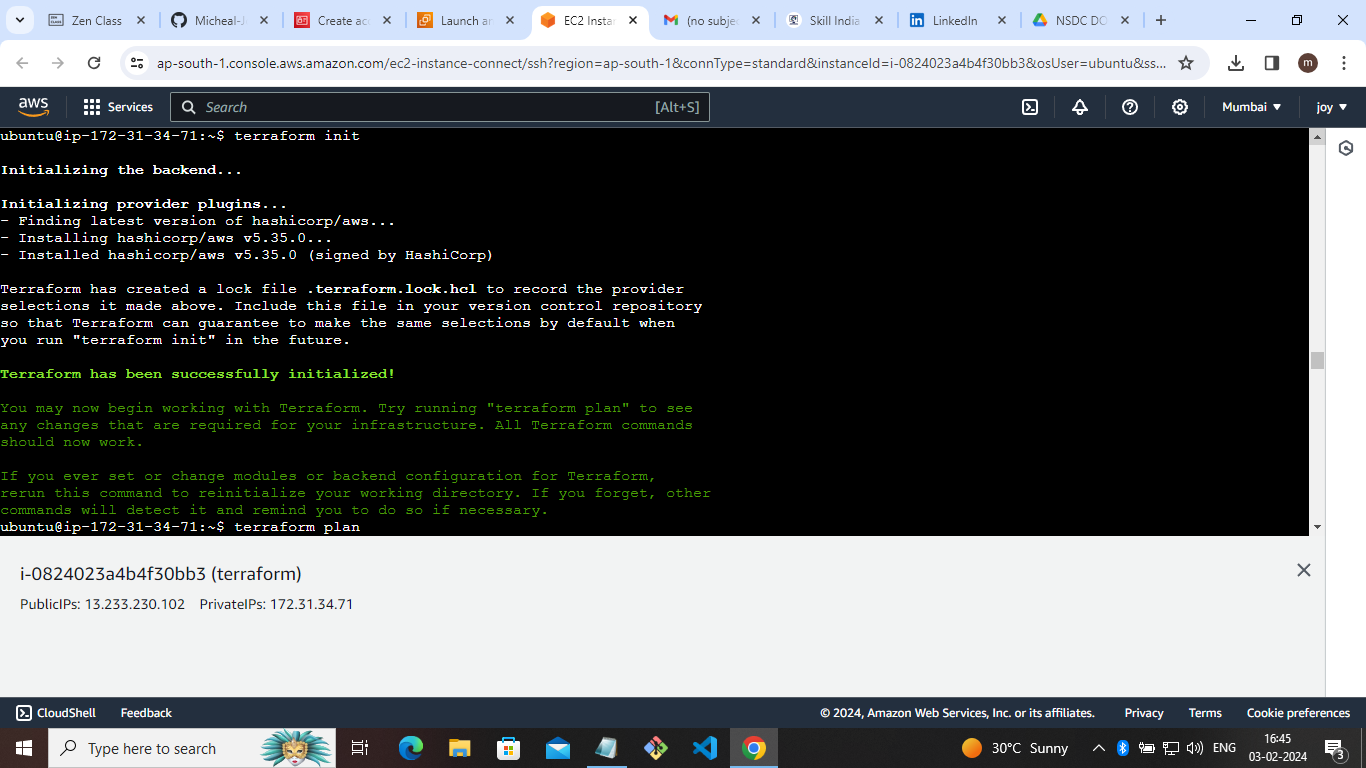 Zen Class
Micheal-J
Create ac
Launch an
EC2 Instan
(no subje
Skill India
LinkedIn
NSDC DO
ap-south-1.console.aws.amazon.com/ec2-instance-connect/ssh?region=ap-south-1&connType=standard&instanceId=i-0824023a4b4f30bb3&osUser=ubuntu&ss...
m
aws Services Search [Alt+S] Mumbai joy
ubuntu@ip-172-31-34-71:~$ terraform init
Initializing the backend...
Initializing provider plugins...
- Finding latest version of hashicorp/aws...
- Installing hashicorp/aws v5.35.0...
- Installed hashicorp/aws v5.35.0 (signed by HashiCorp)
Terraform has created a lock file .terraform.lock.hcl to record the provider
selections it made above. Include this file in your version control repository
so that Terraform can guarantee to make the same selections by default when
you run "terraform init" in the future.
Terraform has been successfully initialized!
You may now begin working with Terraform. Try running "terraform plan" to see
any changes that are required for your infrastructure. All Terraform commands
should now work.
If you ever set or change modules or backend configuration for Terraform,
rerun this command to reinitialize your working directory. If you forget, other
commands will detect it and remind you to do so if necessary.
ubuntu@ip-172-31-34-71:~$ terraform plan
i-0824023a4b4f30bb3 (terraform)
PublicIPs: 13.233.230.102 PrivateIPs: 172.31.34.71
CloudShell Feedback © 2024, Amazon Web Services, Inc. or its affiliates. Privacy Terms Cookie preferences
Type here to search 30°C Sunny ENG 16:45
03-02-2024 3